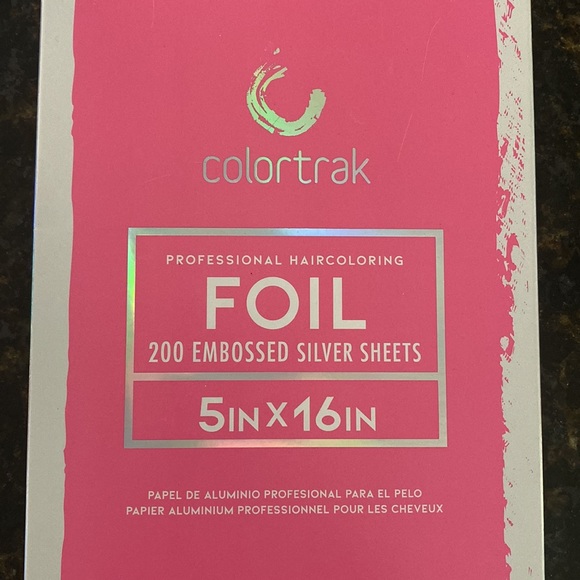 colortrak
PROFESSIONAL HAIRCOLORING
FOIL
200 EMBOSSED SILVER SHEETS
5IN X 16IN
PAPEL DE ALUMINIO PROFESIONAL PARA EL PELO
PAPIER ALUMINIUM PROFESSIONNEL POUR LES CHEVEUX